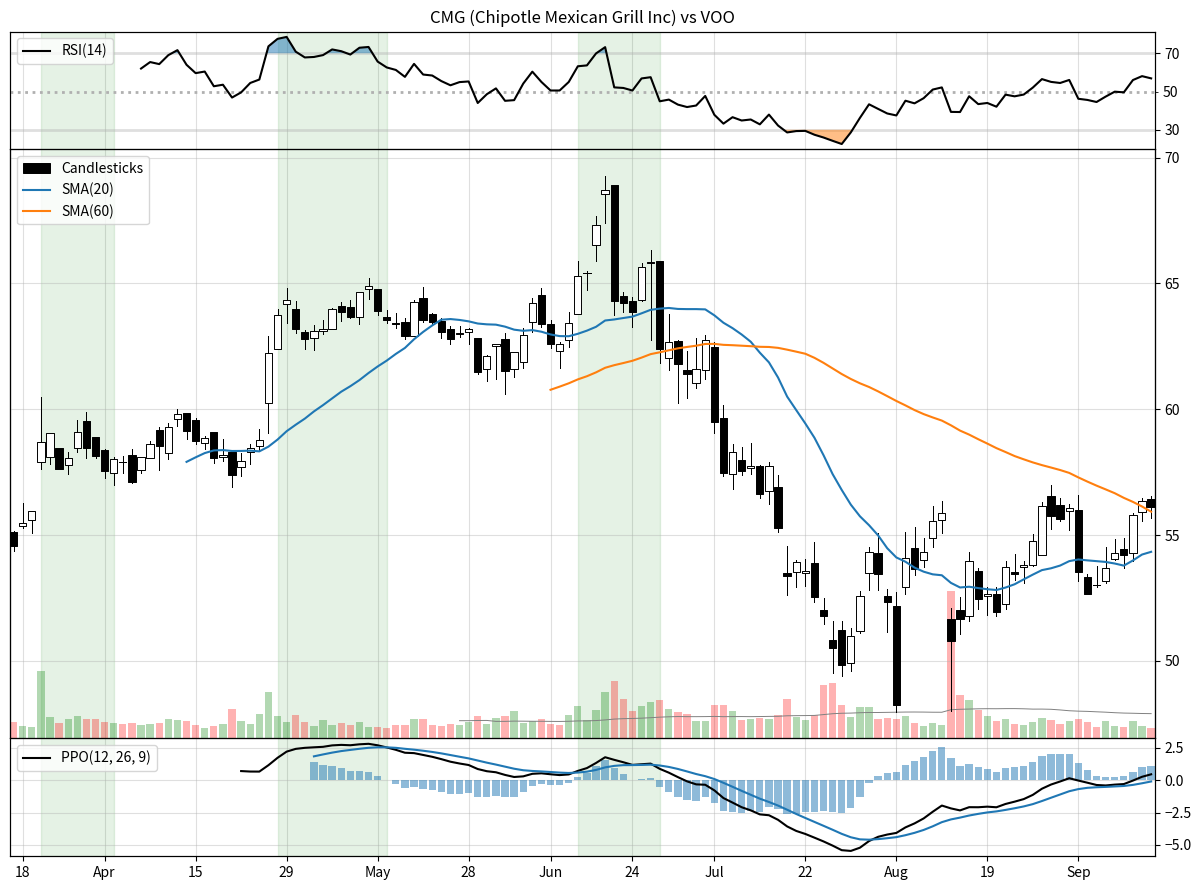 CMG (Chipotle Mexican Grill Inc) vs VOO
RSI(14)
70
50
30
Candlesticks
SMA(20)
SMA(60)
70
65
60
55
50
PPO(12, 26, 9)
2.5
0.0
−2.5
−5.0
18 Apr 15 29 May 28 Jun 24 Jul 22 Aug 19 Sep